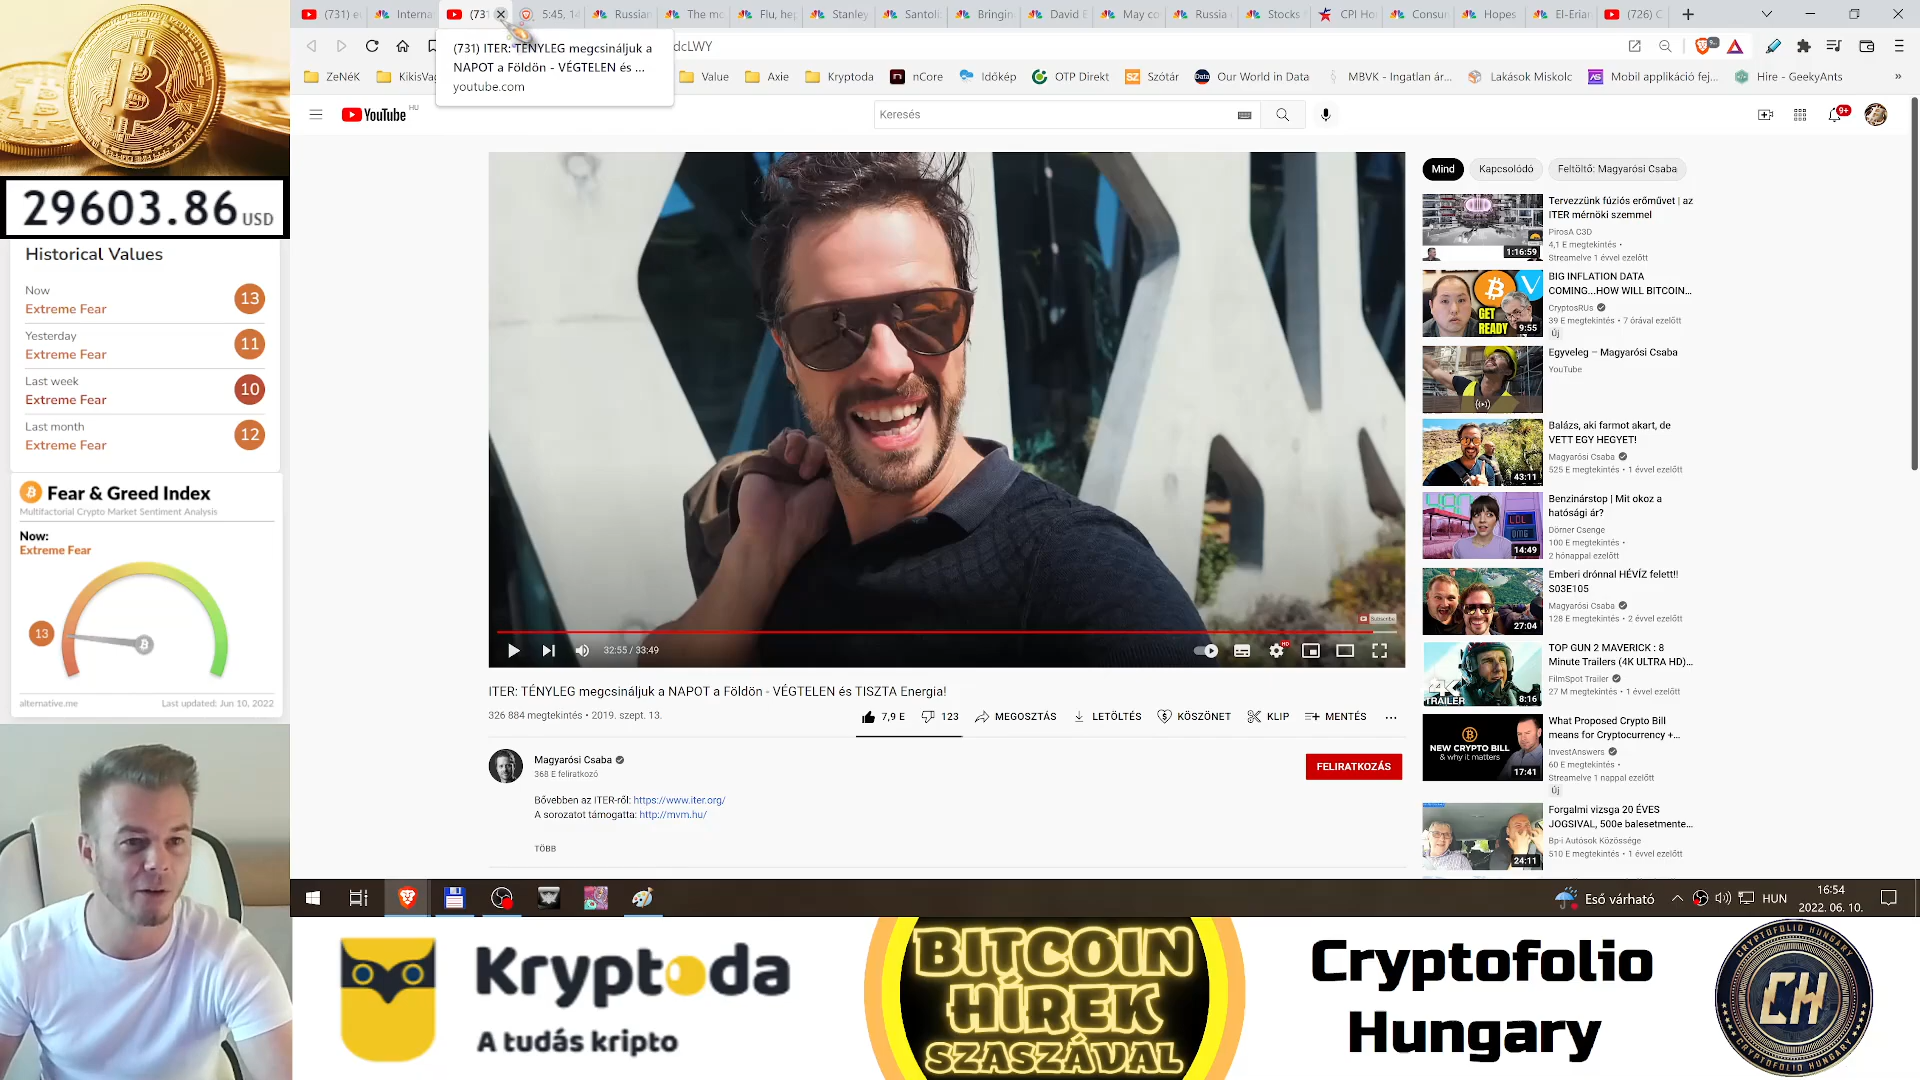 29603.86 USD
Historical Values
Now
Extreme Fear
13
Yesterday
Extreme Fear
11
Last week
Extreme Fear
10
Last month
Extreme Fear
12
Fear & Greed Index
Multifactorial Crypto Market Sentiment Analysis
Now:
Extreme Fear
13
alternative.me
Last updated: Jun 10, 2022
(731) ITER: TÉNYLEG megcsináljuk a
NAPOT a Földön - VÉGTELEN és ...
youtube.com
dcLWY
ZeNéK
Value
Axie
Kryptoda
nCore
Időkép
OTP Direkt
Szótár
Our World in Data
MBVK - Ingatlan ár...
Lakások Miskolc
Mobil applikáció fej...
Hire - GeekyAnts
YouTube HU
Keresés
9+
32:55 / 33:49
Subscribe
ITER: TÉNYLEG megcsináljuk a NAPOT a Földön - VÉGTELEN és TISZTA Energia!
326 884 megtekintés • 2019. szept. 13.
7,9 E
123
MEGOSZTÁS
LETÖLTÉS
KÖSZÖNET
KLIP
MENTÉS
Magyarósi Csaba
368 E feliratkozó
FELIRATKOZÁS
Bővebben az ITER-ről: https://www.iter.org/
A sorozatot támogatta: http://mvm.hu/
TÖBB
Mind
Kapcsolódó
Feltöltő: Magyarósi Csaba
Tervezzünk fúziós erőművet | az
ITER mérnöki szemmel
PirosA C3D
4,1 E megtekintés •
Streamelve 1 évvel ezelőtt
1:16:59
BIG INFLATION DATA
COMING...HOW WILL BITCOIN...
CryptosRUs
39 E megtekintés • 7 órával ezelőtt
Új
GET
READY
9:55
Egyveleg – Magyarósi Csaba
YouTube
Balázs, aki farmot akart, de
VETT EGY HEGYET!
Magyarósi Csaba
525 E megtekintés • 1 évvel ezelőtt
43:11
Benzinárstop | Mit okoz a
hatósági ár?
Dörner Csenge
100 E megtekintés •
2 hónappal ezelőtt
14:49
Emberi drónnal HÉVÍZ felett!!
S03E105
Magyarósi Csaba
128 E megtekintés • 2 évvel ezelőtt
27:04
TOP GUN 2 MAVERICK : 8
Minute Trailers (4K ULTRA HD)...
FilmSpot Trailer
27 M megtekintés • 1 évvel ezelőtt
4K
TRAILER
8:16
What Proposed Crypto Bill
means for Cryptocurrency +...
InvestAnswers
60 E megtekintés •
Streamelve 1 nappal ezelőtt
Új
NEW CRYPTO BILL
& why it matters
17:41
Forgalmi vizsga 20 ÉVES
JOGSIVAL, 500e balesetmente...
Bp-i Autósok Közössége
510 E megtekintés • 1 évvel ezelőtt
24:11
Eső várható
HUN
16:54
2022. 06. 10.
Kryptoda
A tudás kripto
BITCOIN
HÍREK
SZASZÁVAL
Cryptofolio
Hungary
CRYPTOFOLIO HUNGARY
CH
CRYPTOFOLIO HUNGARY